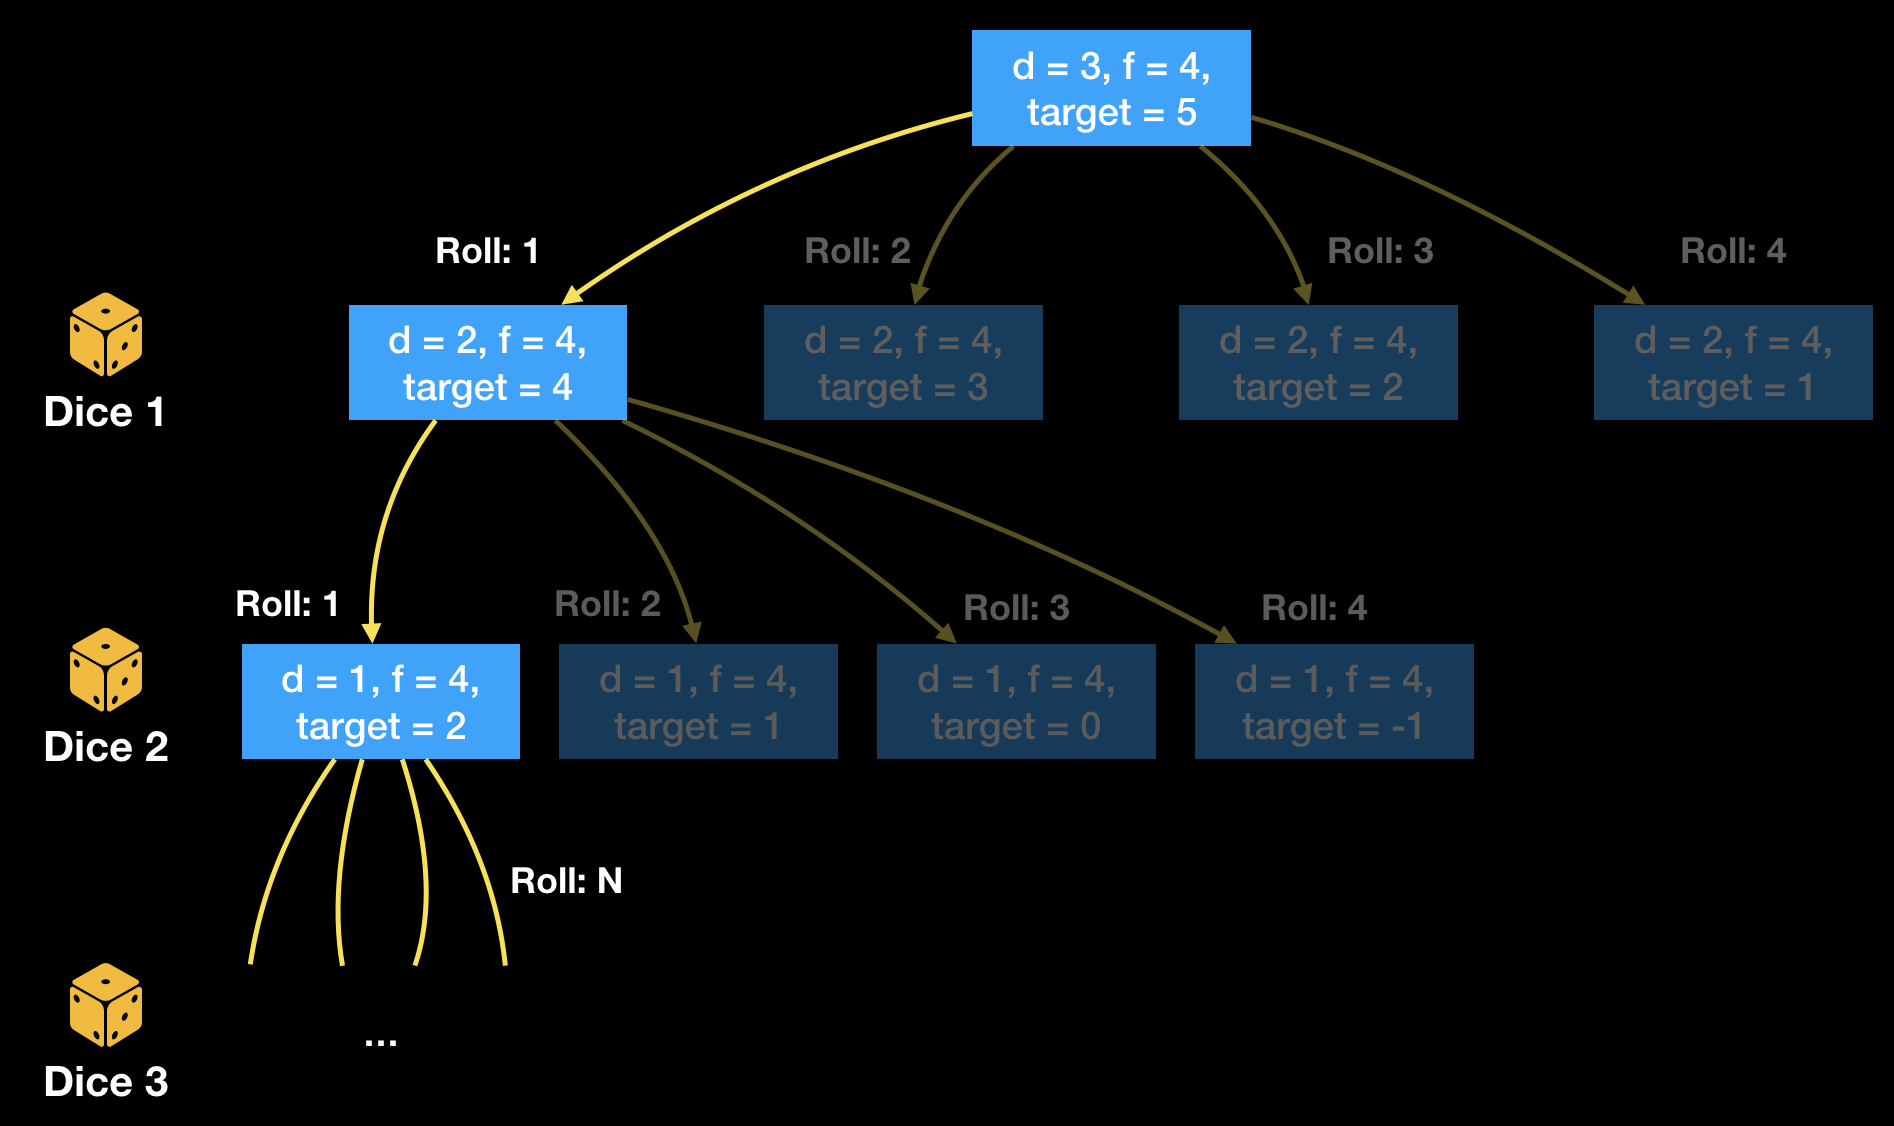 d = 3, f = 4,
target = 5
Roll: 1
Roll: 2
Roll: 3
Roll: 4
Dice 1
d = 2, f = 4,
target = 4
d = 2, f = 4,
target = 3
d = 2, f = 4,
target = 2
d = 2, f = 4,
target = 1
Roll: 1
Roll: 2
Roll: 3
Roll: 4
Dice 2
d = 1, f = 4,
target = 2
d = 1, f = 4,
target = 1
d = 1, f = 4,
target = 0
d = 1, f = 4,
target = -1
Roll: N
Dice 3
...